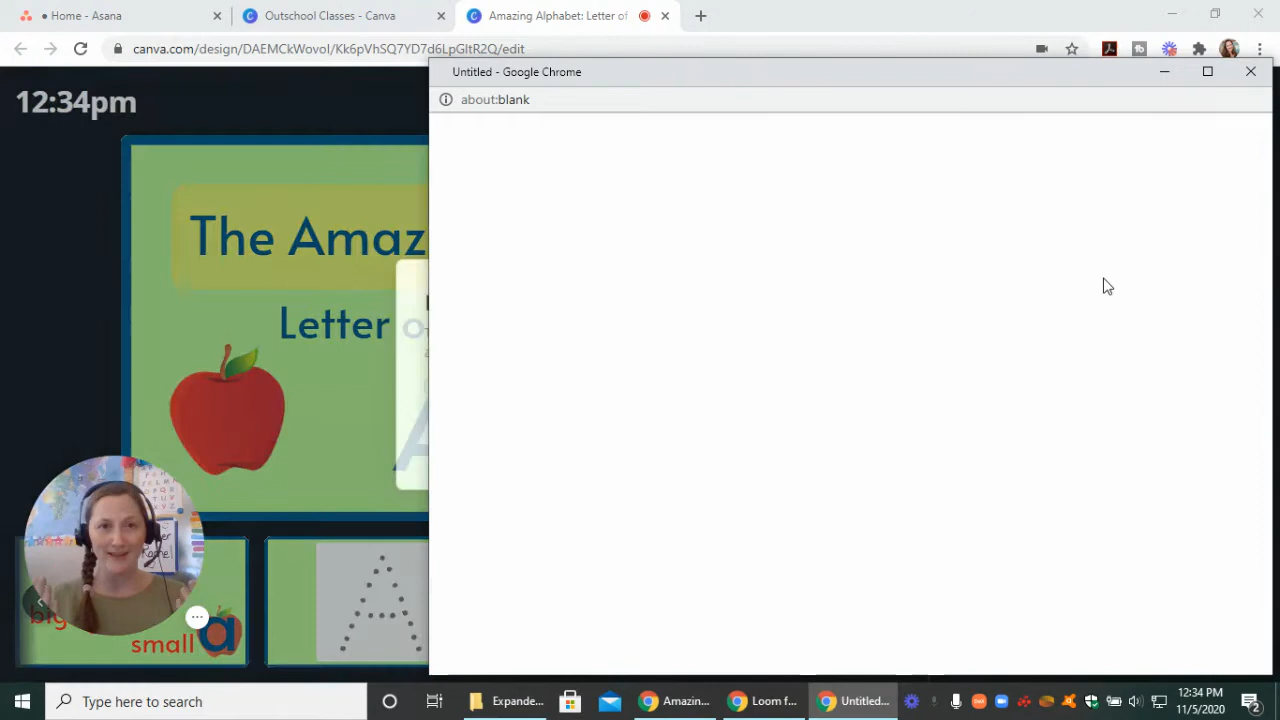 Home - Asana
Outschool Classes - Canva
Amazing Alphabet: Letter of
canva.com/design/DAEMCkWovoI/Kk6pVhSQ7YD7d6LpGltR2Q/edit
Untitled - Google Chrome
about:blank
12:34pm
The Amaz
Letter o
big
small a
A
Type here to search
Expande...
Amazin...
Loom f...
Untitled...
12:34 PM
11/5/2020
2